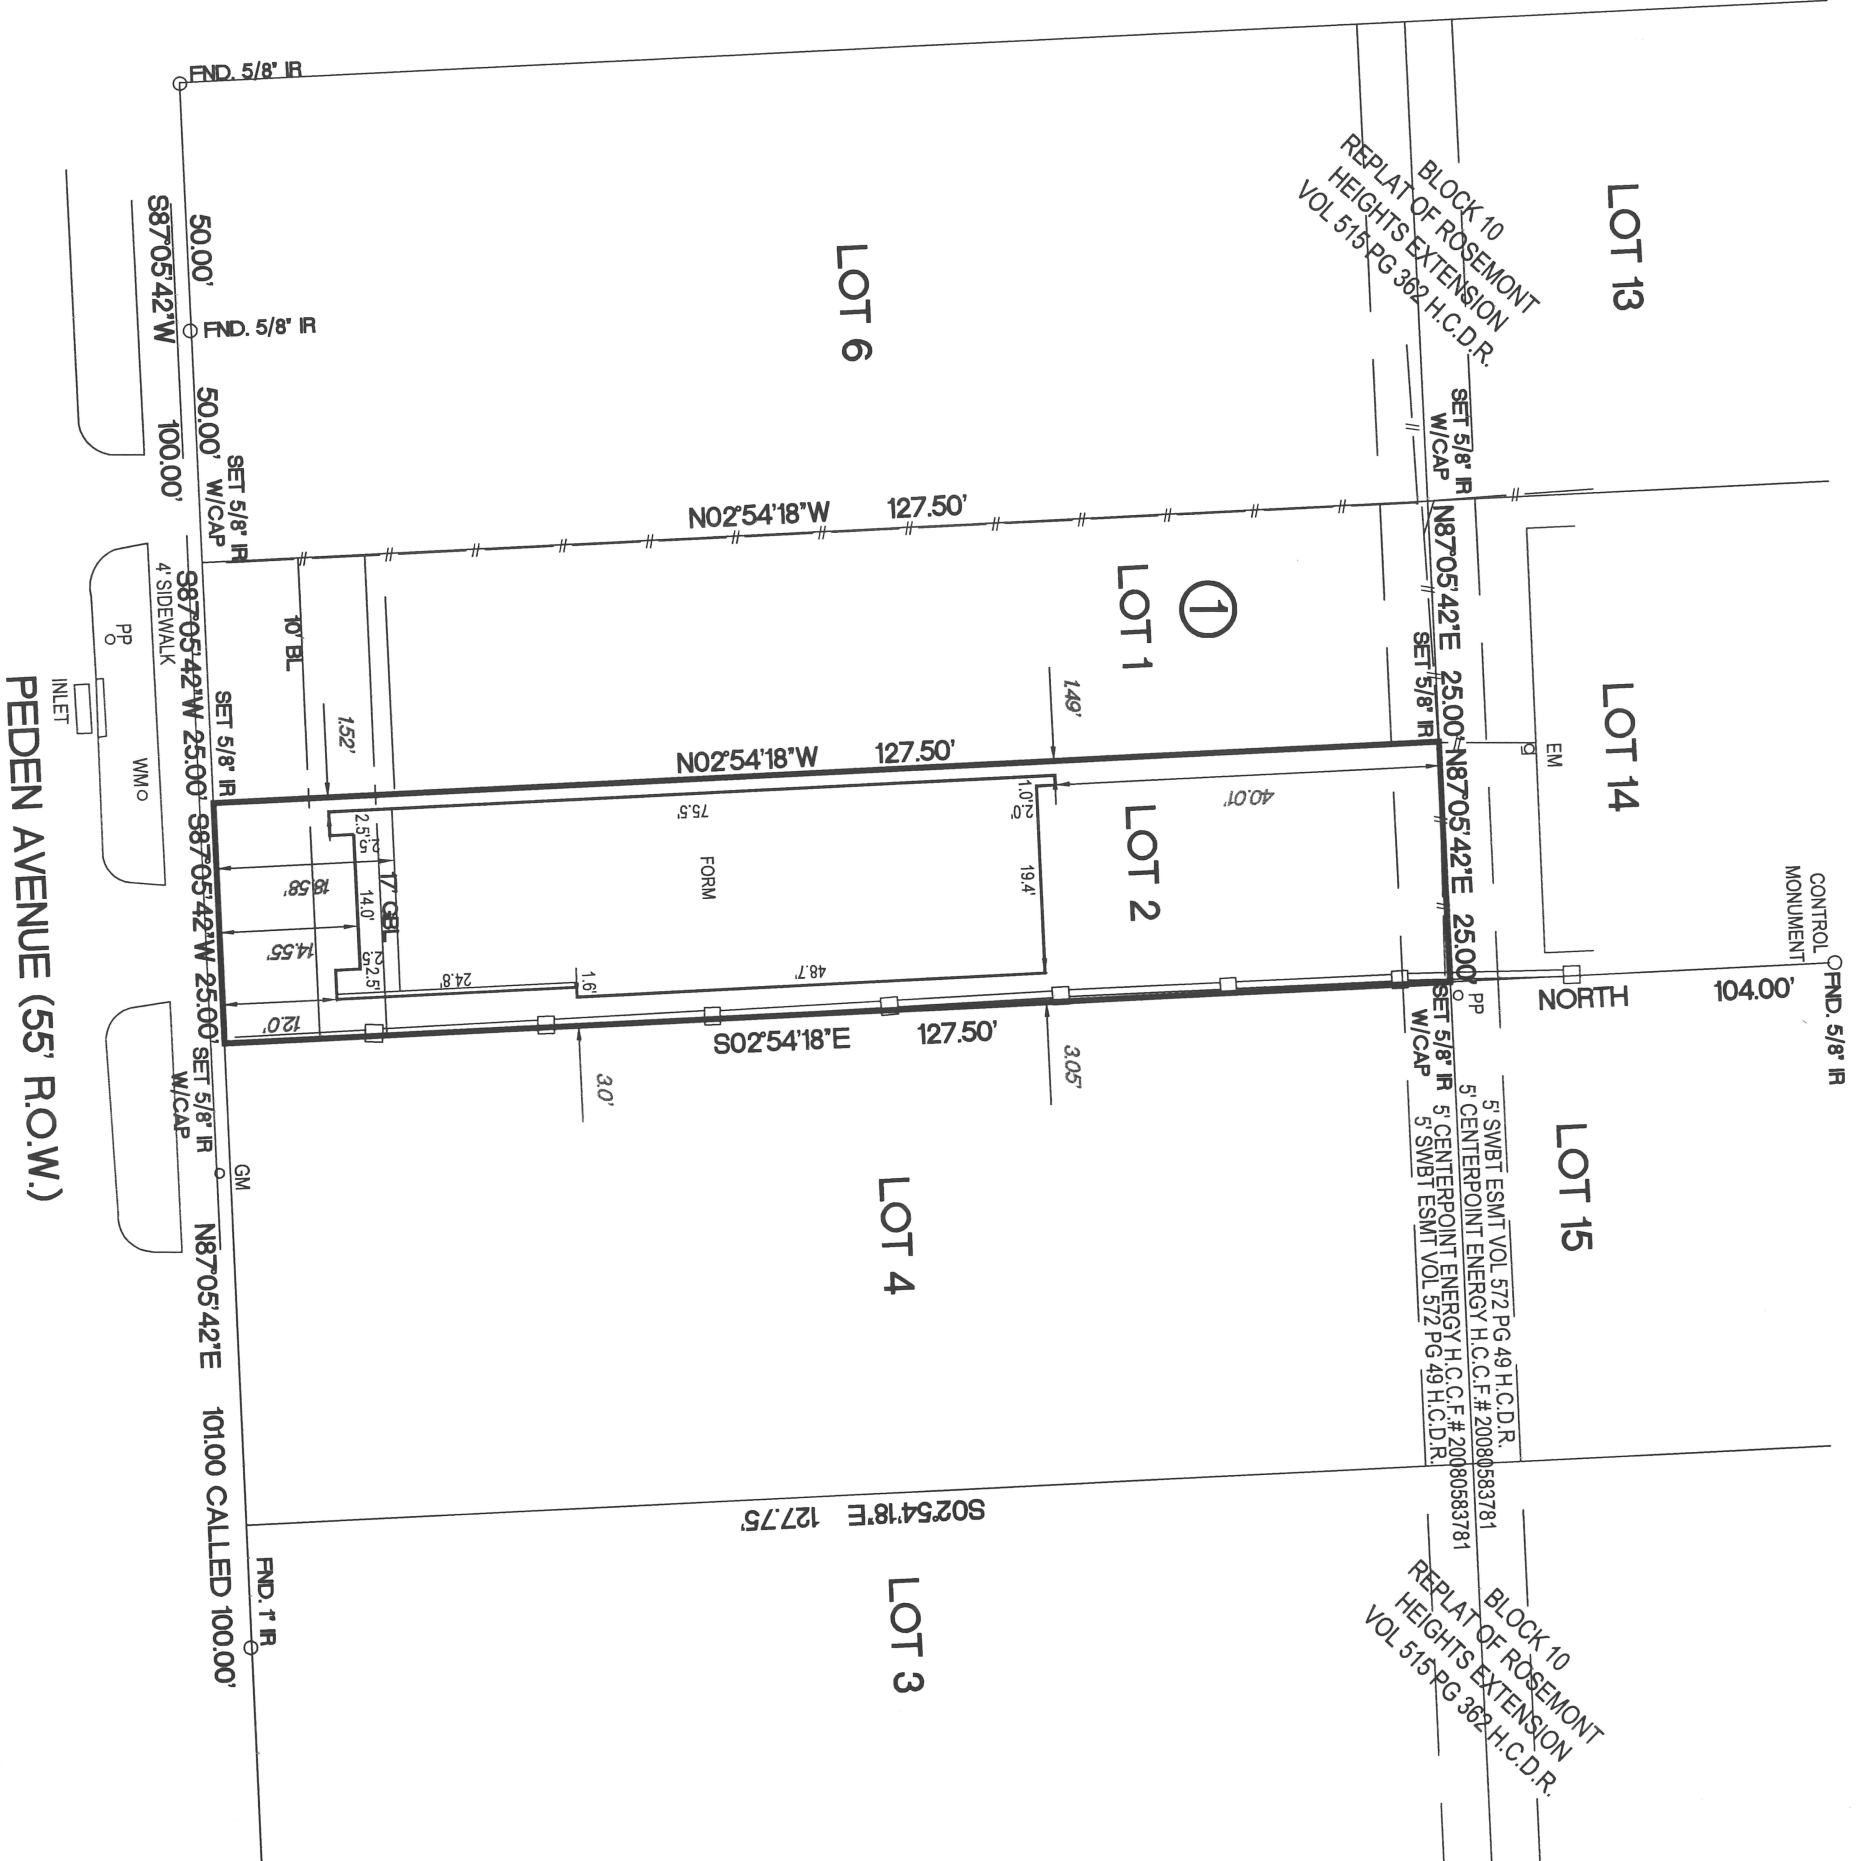 FND. 5/8" IR
S87°05'42"W 100.00'
50.00'
FND. 5/8" IR
50.00'
SET 5/8" IR
W/CAP
LOT 6
LOT 13
BLOCK 10
REPLAT OF ROSEMONT
HEIGHTS EXTENSION
VOL 515 PG 362 H.C.D.R.
SET 5/8" IR
W/CAP
N02°54'18"W 127.50'
N87°05'42"E 25.00'
SET 5/8" IR
LOT 1
1
LOT 14
EM
4' SIDEWALK
PP
INLET
WM
S87°05'42"W 25.00'
SET 5/8" IR
10' BL
1.52'
1.49'
N02°54'18"W 127.50'
40.01'
75.5'
1.0'
2.0'
2.5'
2.5'
14.0'
2.5'
2.5'
17' GBL
18.58'
14.55'
12.0'
FORM
19.4'
LOT 2
24.8'
1.6'
48.7'
N87°05'42"E 25.00'
S87°05'42"W 25.00'
SET 5/8" IR
W/CAP
S02°54'18"E 127.50'
3.0'
3.05'
SET 5/8" IR
W/CAP
PP
NORTH 104.00'
CONTROL
MONUMENT
FND. 5/8" IR
PEDEN AVENUE (55' R.O.W.)
GM
N87°05'42"E 101.00 CALLED 100.00'
LOT 4
LOT 15
5' SWBT ESMT VOL 572 PG 49 H.C.D.R.
5' CENTERPOINT ENERGY H.C.C.F.# 20080583781
5' CENTERPOINT ENERGY H.C.C.F.# 20080583781
5' SWBT ESMT VOL 572 PG 49 H.C.D.R.
S02°54'18"E 127.75'
FND. 1" IR
LOT 3
BLOCK 10
REPLAT OF ROSEMONT
HEIGHTS EXTENSION
VOL 515 PG 362 H.C.D.R.